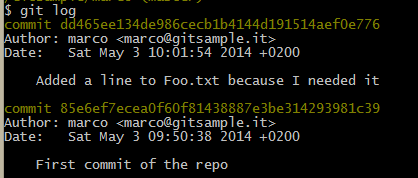 $ git log
commit dd465ee134de986cecb1b4144d191514aef0e776
Author: marco <marco@gitsample.it>
Date: Sat May 3 10:01:54 2014 +0200
Added a line to Foo.txt because I needed it
commit 85e6ef7ecea0f60f81438887e3be314293981c39
Author: marco <marco@gitsample.it>
Date: Sat May 3 09:50:38 2014 +0200
First commit of the repo